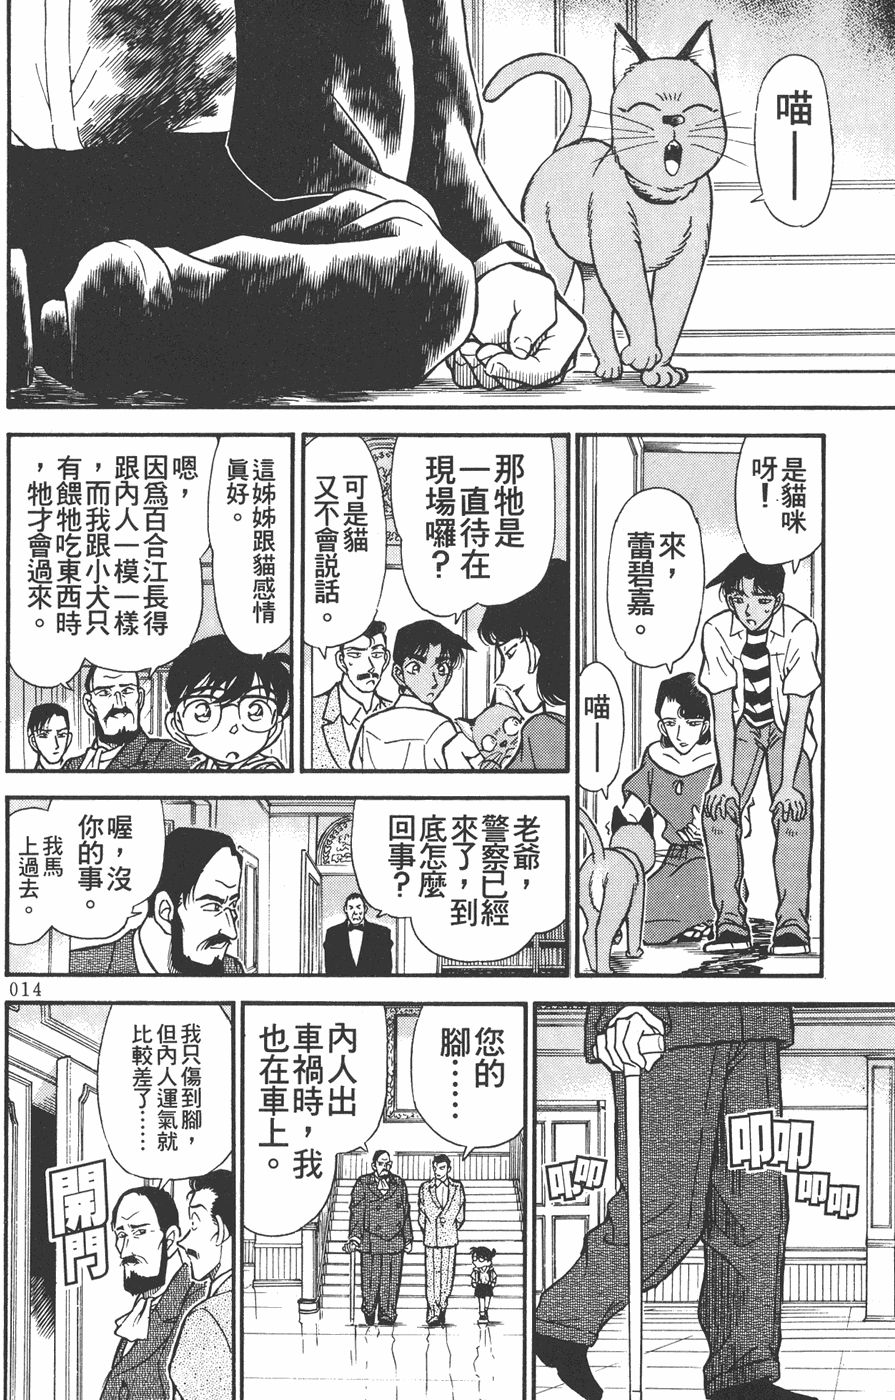 喵—
是貓咪
呀！
來，
蕾碧嘉。
喵—
那牠是
一直待在
現場囉？
可是貓
又不會説話。
這姊姊跟貓感情
真好。
嗯，
因為百合江長得
跟內人一模一樣
，而我跟小犬只
有餵牠吃東西時
，牠才會過來。
老爺，
警察已經
來了，到
底怎麼
回事？
喔，沒
你的事。
我馬
上過去。
014
叩叩
叩叩
叩叩
您的
腳……
內人出
車禍時，我
也在車上。
我只傷到腳，
但內人運氣就
比較差了……
開門